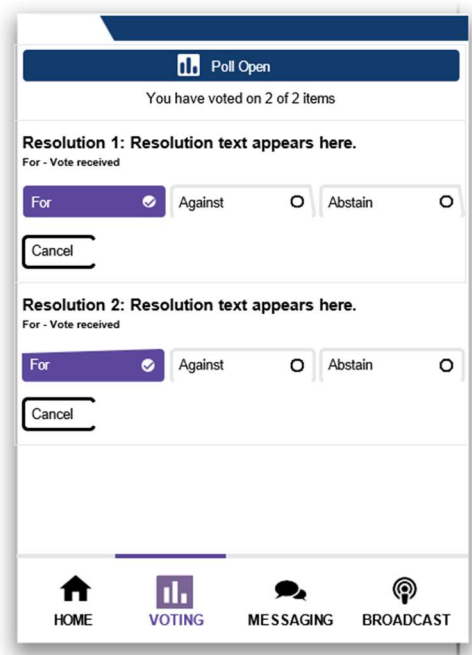 Poll Open
You have voted on 2 of 2 items
Resolution 1: Resolution text appears here.
For - Vote received
For Against Abstain
Cancel
Resolution 2: Resolution text appears here.
For - Vote received
For Against Abstain
Cancel
HOME VOTING MESSAGING BROADCAST